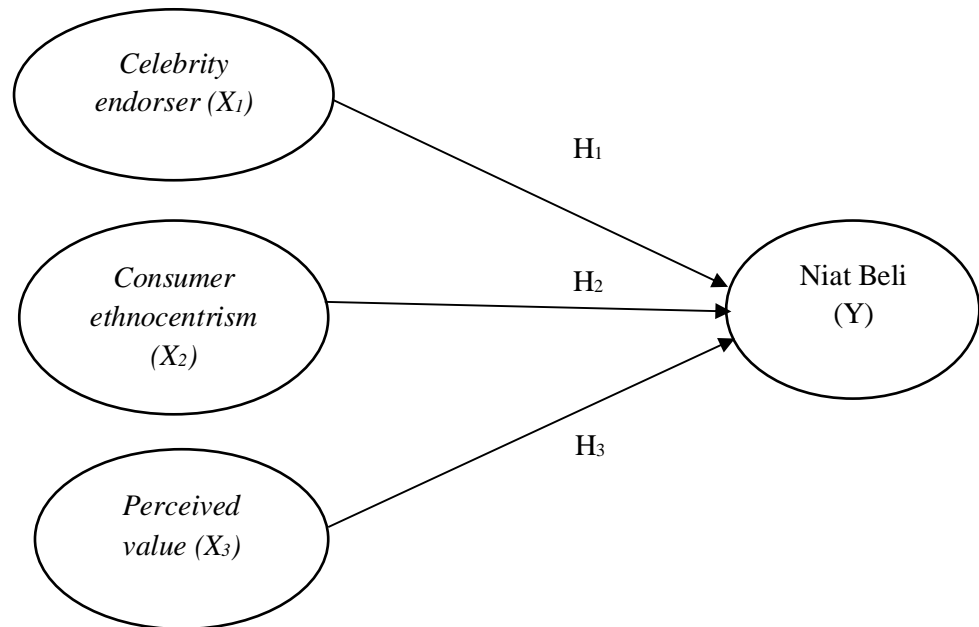 Celebrity
endorser (X₁)
H₁
Consumer
ethnocentrism
(X₂)
H₂
Niat Beli
(Y)
H₃
Perceived
value (X₃)